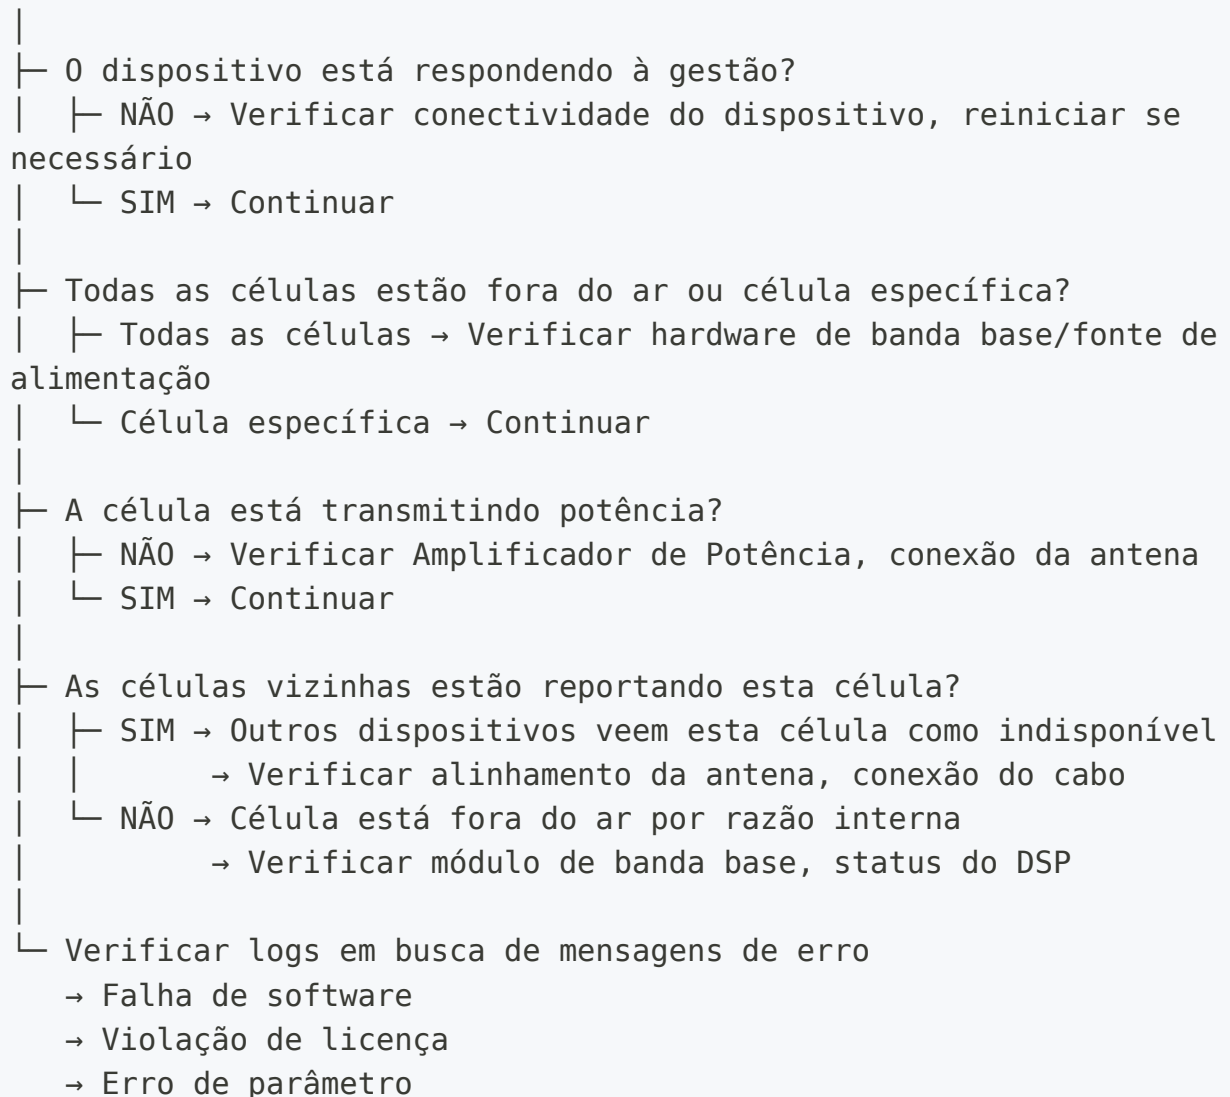 │
├─ O dispositivo está respondendo à gestão?
│  ├─ NÃO → Verificar conectividade do dispositivo, reiniciar se
necessário
│  └─ SIM → Continuar
│
├─ Todas as células estão fora do ar ou célula específica?
│  ├─ Todas as células → Verificar hardware de banda base/fonte de
alimentação
│  └─ Célula específica → Continuar
│
├─ A célula está transmitindo potência?
│  ├─ NÃO → Verificar Amplificador de Potência, conexão da antena
│  └─ SIM → Continuar
│
├─ As células vizinhas estão reportando esta célula?
│  ├─ SIM → Outros dispositivos veem esta célula como indisponível
│  │       → Verificar alinhamento da antena, conexão do cabo
│  └─ NÃO → Célula está fora do ar por razão interna
│          → Verificar módulo de banda base, status do DSP
│
└─ Verificar logs em busca de mensagens de erro
   → Falha de software
   → Violação de licença
   → Erro de parâmetro